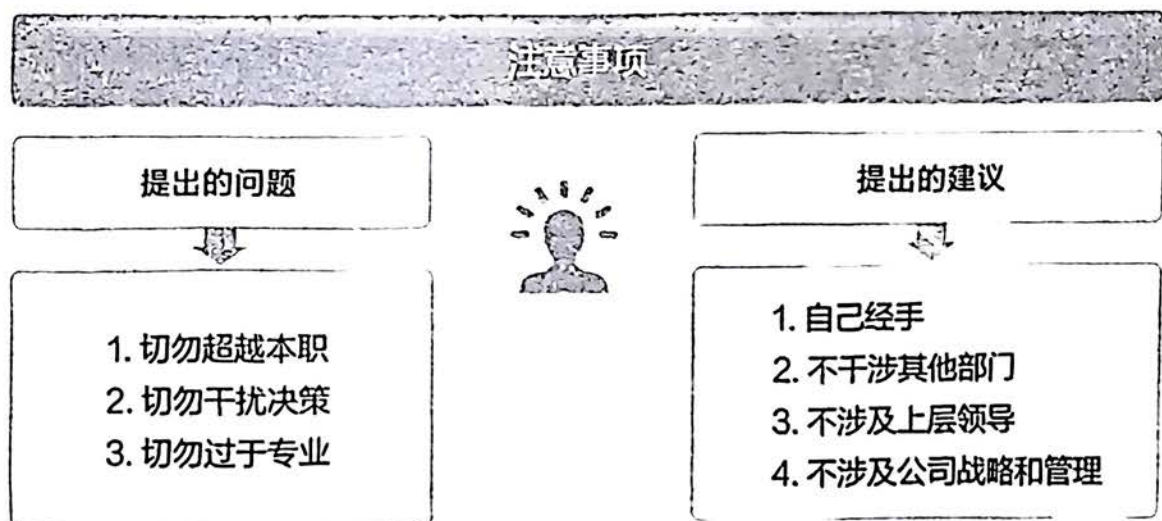 注意事项
提出的问题
1. 切勿超越本职
2. 切勿干扰决策
3. 切勿过于专业
提出的建议
1. 自己经手
2. 不干涉其他部门
3. 不涉及上层领导
4. 不涉及公司战略和管理